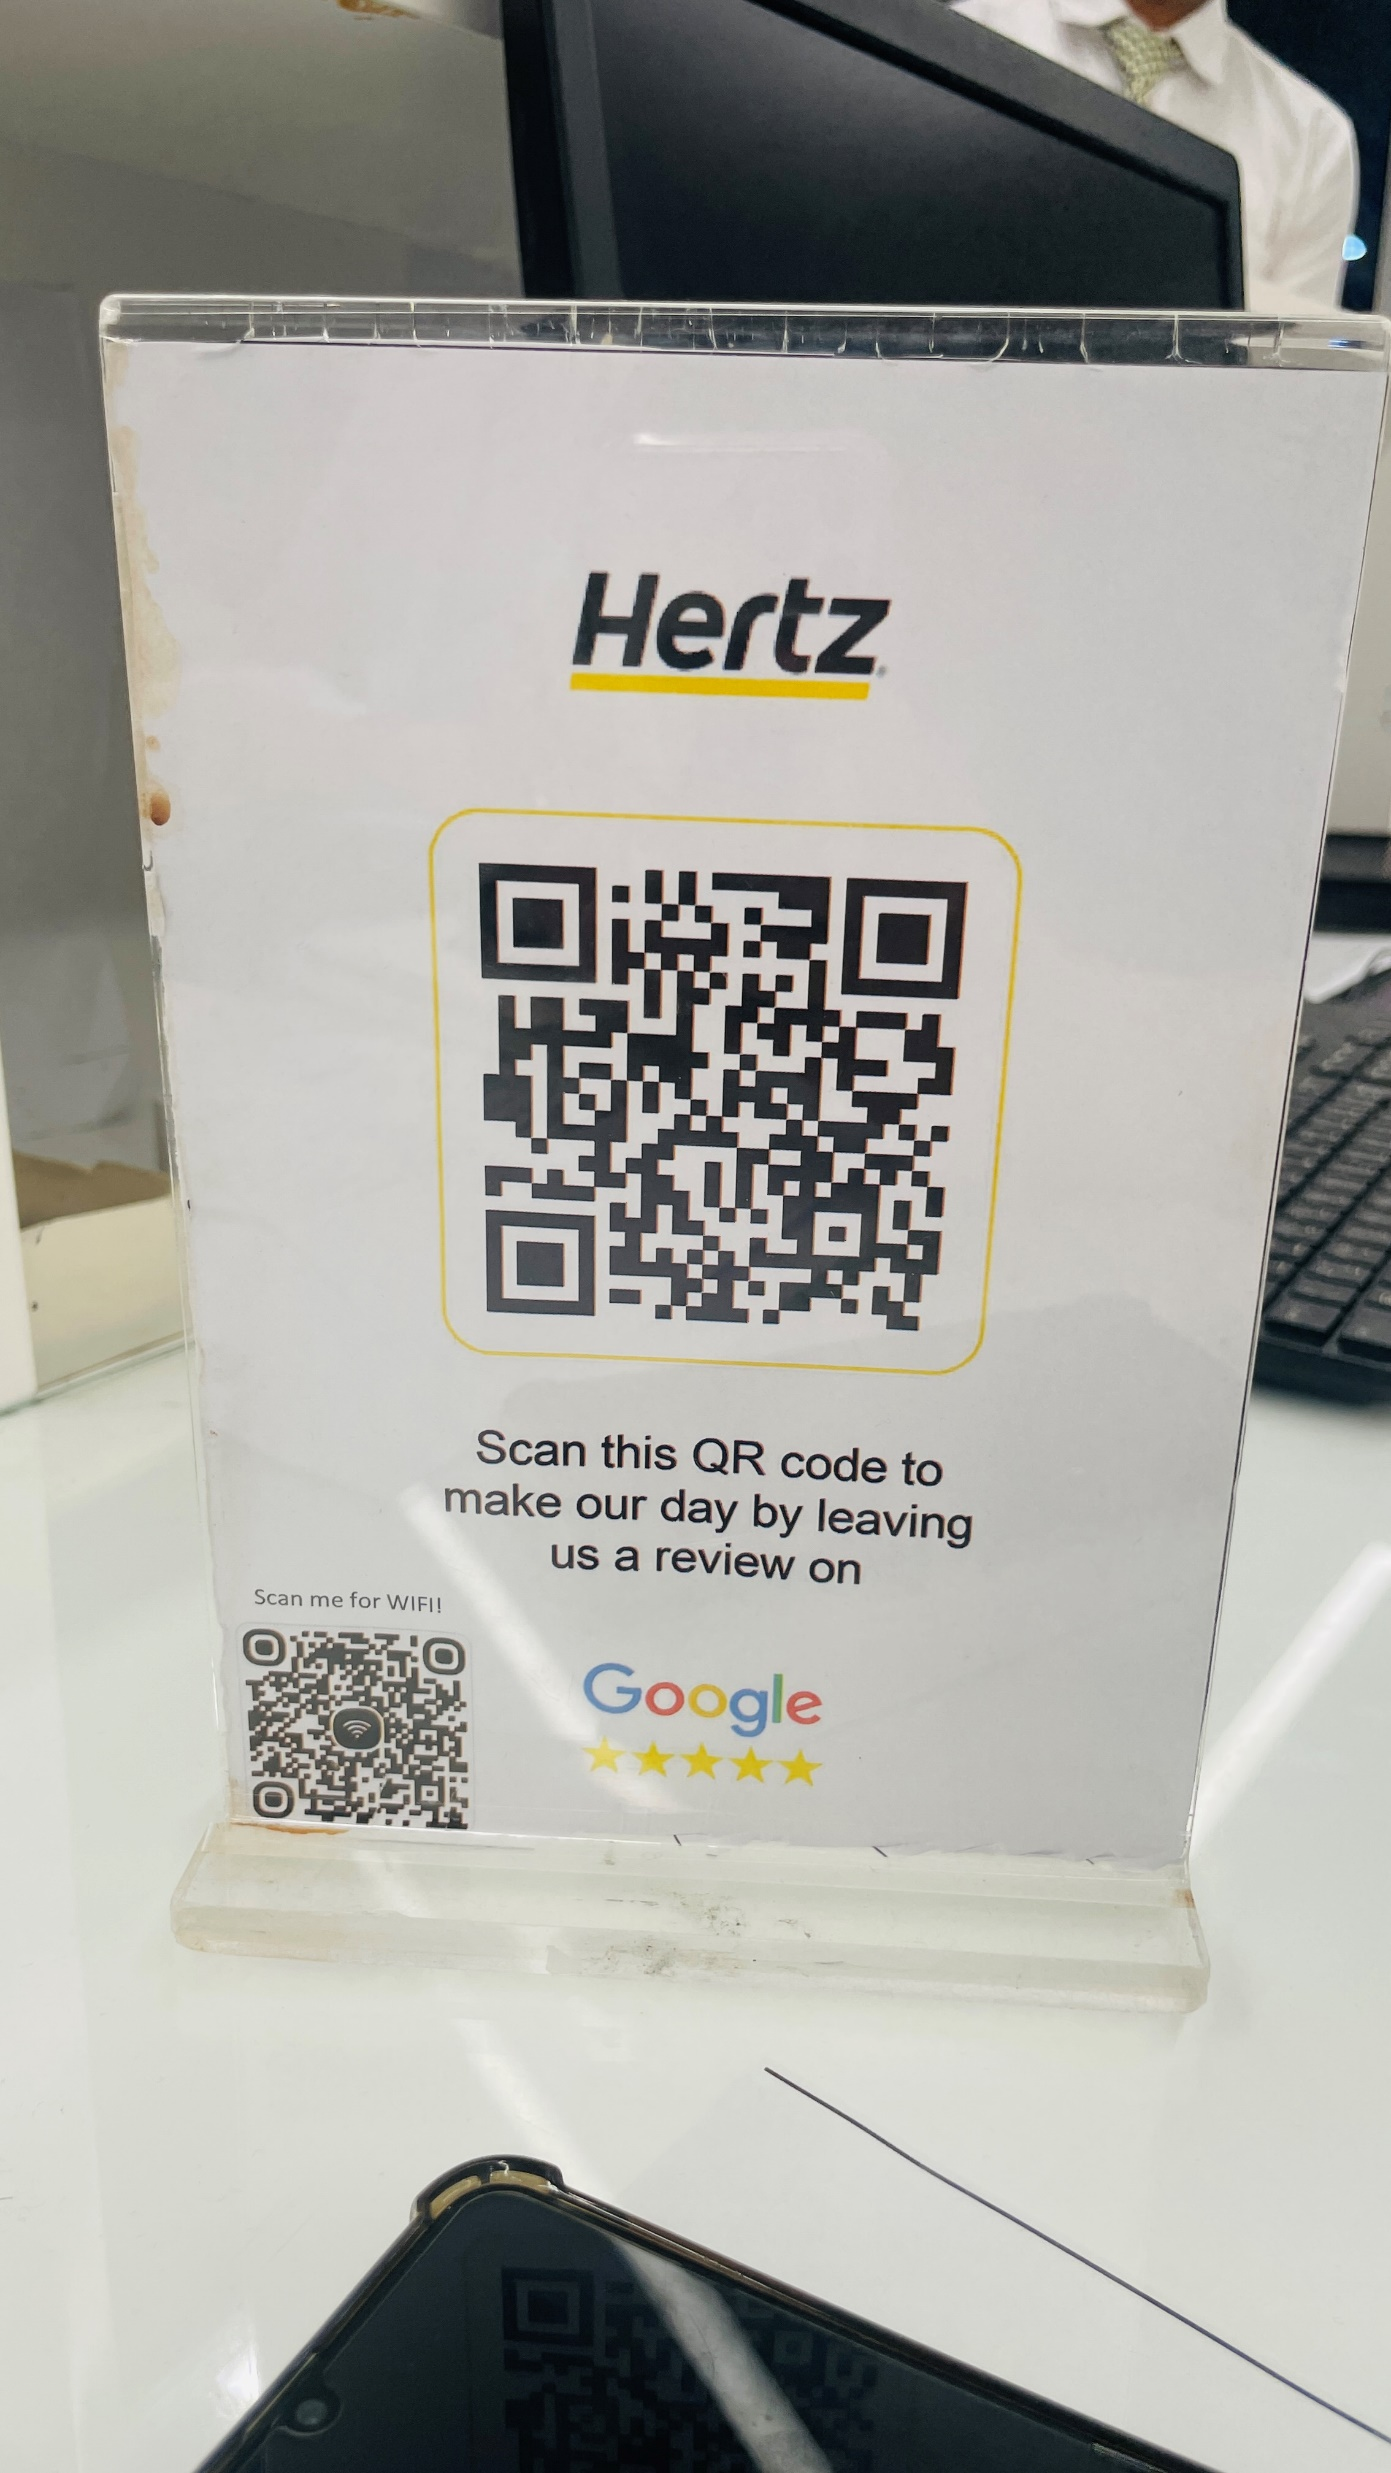 Hertz
Scan this QR code to
make our day by leaving
us a review on
Scan me for WIFI!
Google